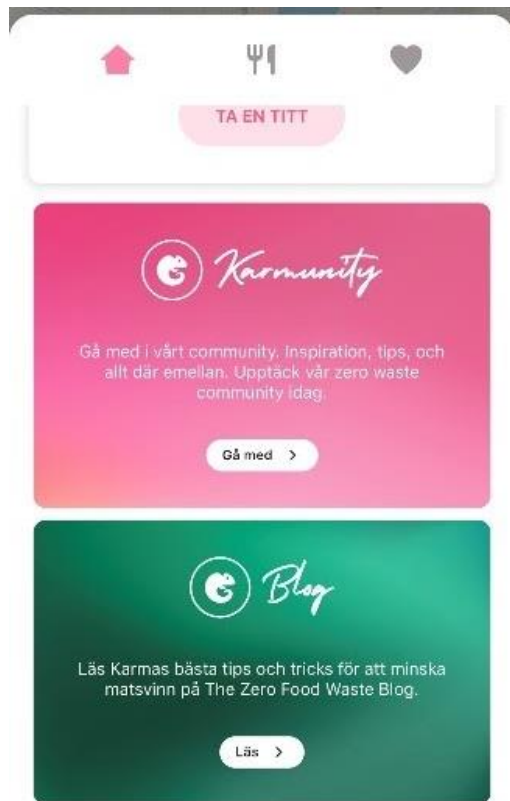 TA EN TITT
Karmunity
Gå med i vårt community. Inspiration, tips, och
allt där emellan. Upptäck vår zero waste
community idag.
Gå med >
Blog
Läs Karmas bästa tips och tricks för att minska
matsvinn på The Zero Food Waste Blog.
Läs >